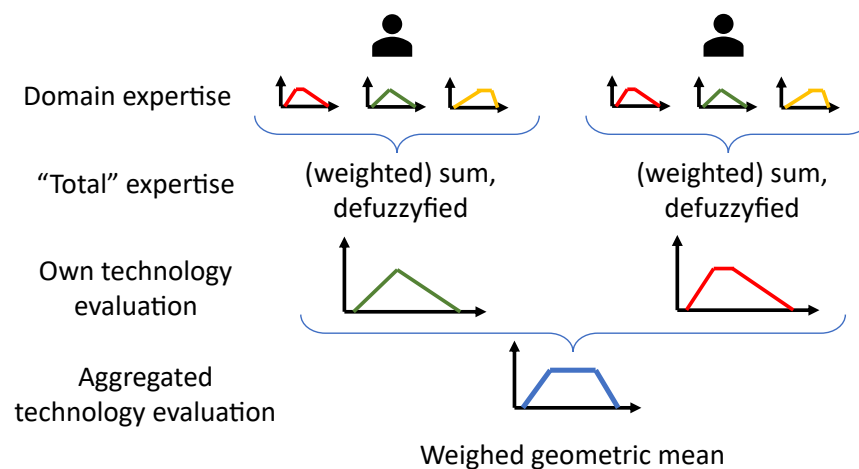 Domain expertise
“Total” expertise
(weighted) sum,
defuzzyfied
(weighted) sum,
defuzzyfied
Own technology
evaluation
Aggregated
technology evaluation
Weighed geometric mean